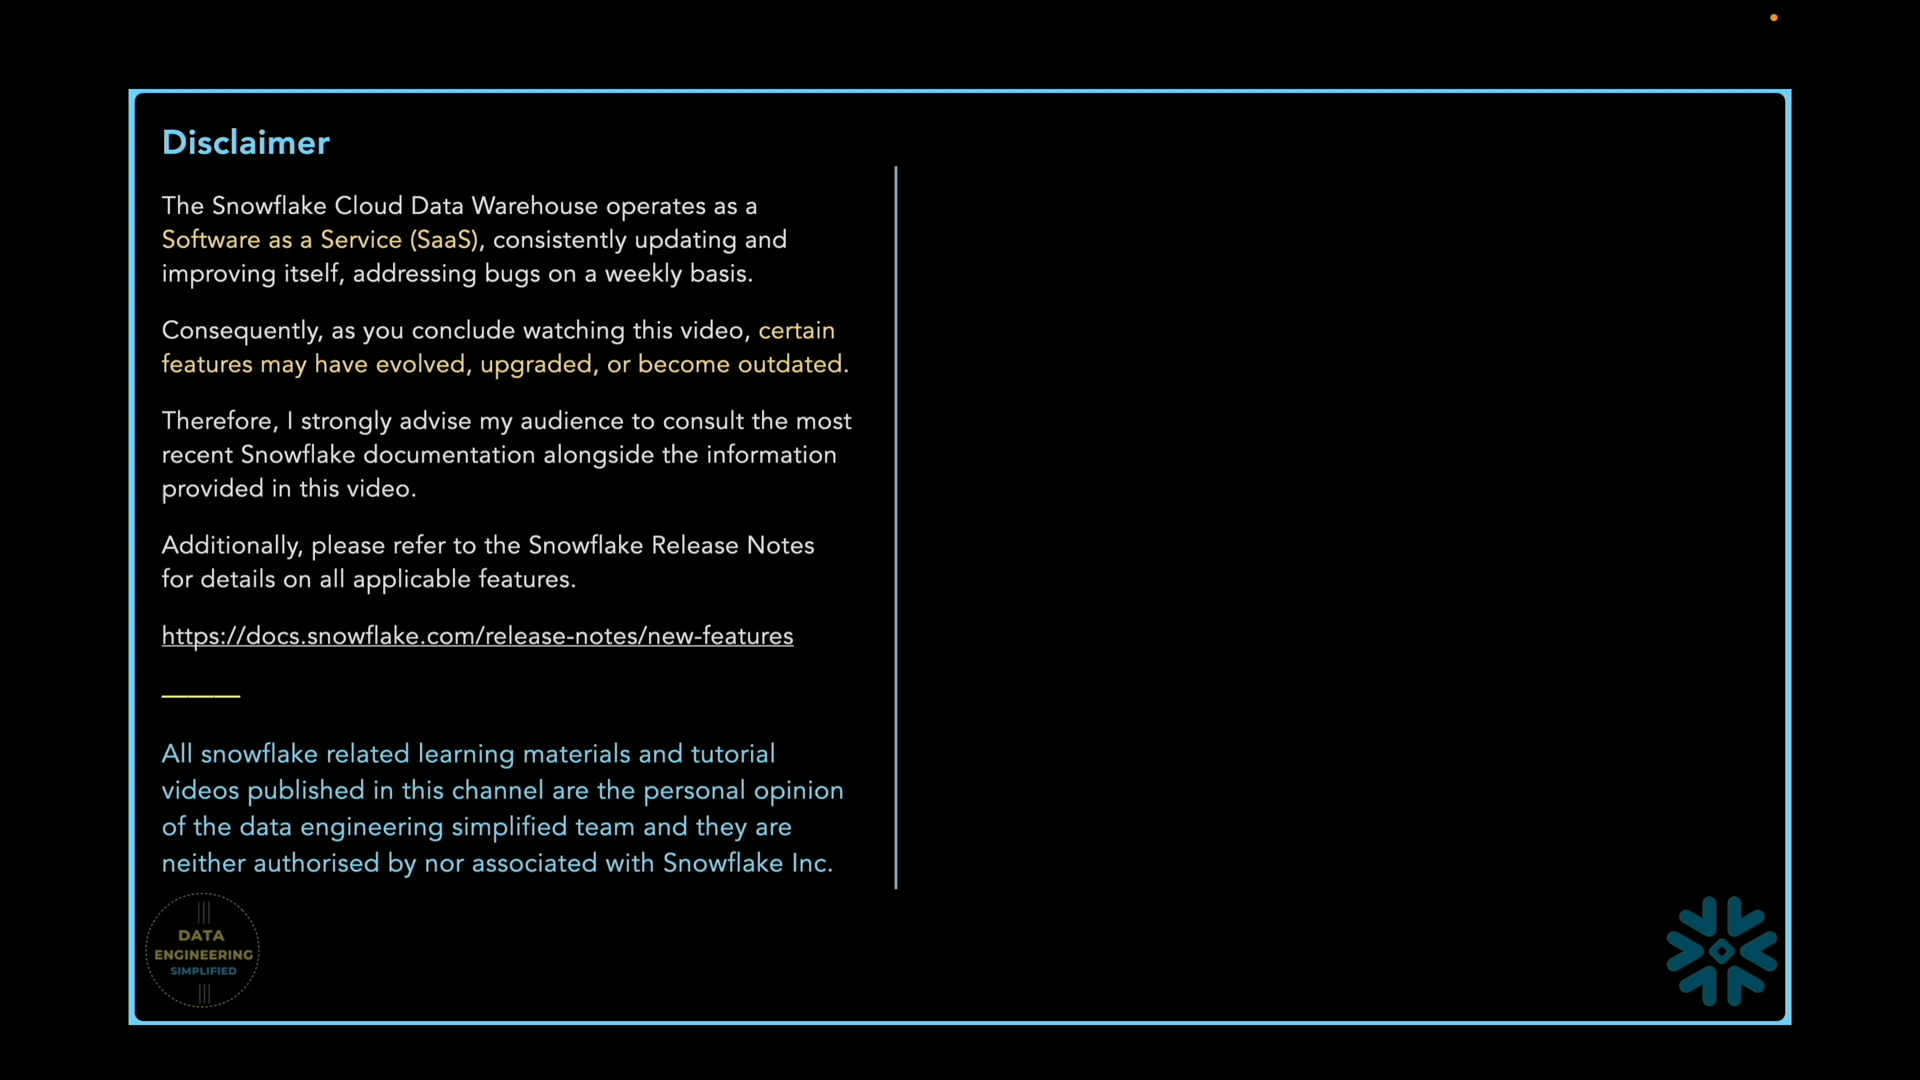 Disclaimer
The Snowflake Cloud Data Warehouse operates as a
Software as a Service (SaaS), consistently updating and
improving itself, addressing bugs on a weekly basis.
Consequently, as you conclude watching this video, certain
features may have evolved, upgraded, or become outdated.
Therefore, I strongly advise my audience to consult the most
recent Snowflake documentation alongside the information
provided in this video.
Additionally, please refer to the Snowflake Release Notes
for details on all applicable features.
https://docs.snowflake.com/release-notes/new-features
All snowflake related learning materials and tutorial
videos published in this channel are the personal opinion
of the data engineering simplified team and they are
neither authorised by nor associated with Snowflake Inc.
DATA
ENGINEERING
SIMPLIFIED